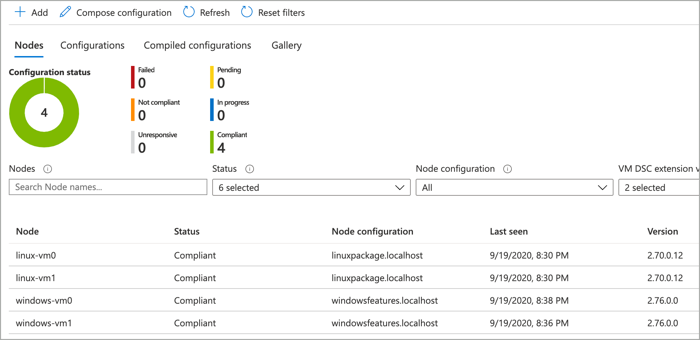 Add Compose configuration Refresh Reset filters
Nodes Configurations Compiled configurations Gallery
Configuration status
4
Failed
0
Pending
0
Not compliant
0
In progress
0
Unresponsive
0
Compliant
4
Nodes Status Node configuration VM DSC extension v
Search Node names... 6 selected All 2 selected
Node Status Node configuration Last seen Version
linux-vm0 Compliant linuxpackage.localhost 9/19/2020, 8:30 PM 2.70.0.12
linux-vm1 Compliant linuxpackage.localhost 9/19/2020, 8:30 PM 2.70.0.12
windows-vm0 Compliant windowsfeatures.localhost 9/19/2020, 8:38 PM 2.76.0.0
windows-vm1 Compliant windowsfeatures.localhost 9/19/2020, 8:36 PM 2.76.0.0